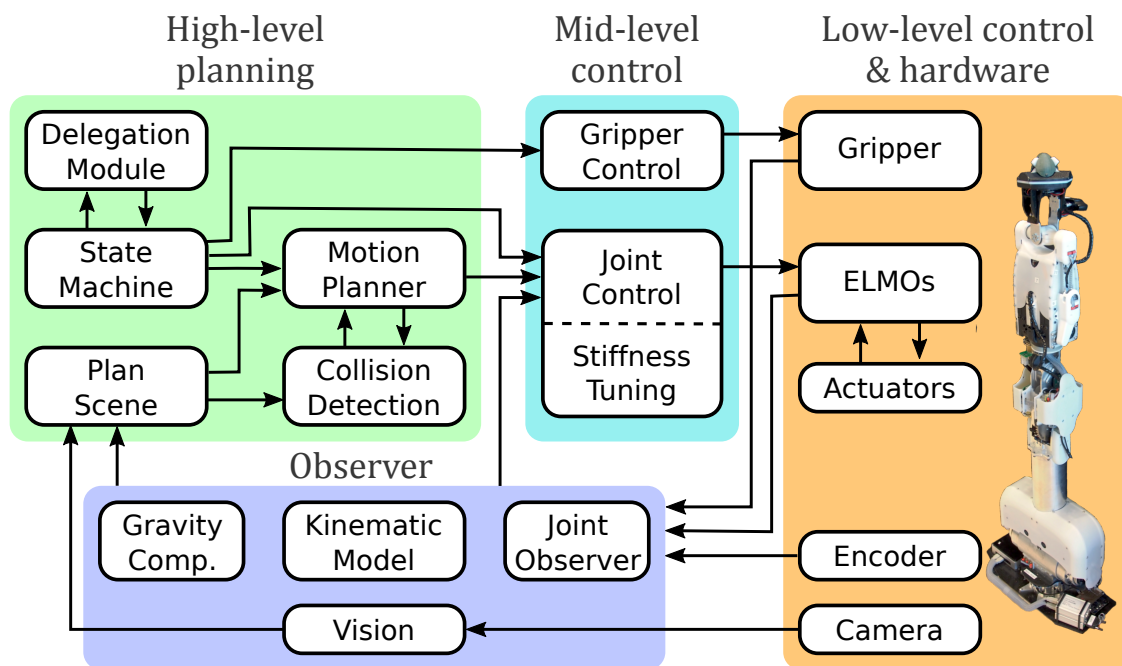 High-level
planning
Mid-level
control
Low-level control
& hardware
Delegation
Module
State
Machine
Motion
Planner
Plan
Scene
Collision
Detection
Gripper
Control
Joint
Control
Stiffness
Tuning
Gripper
ELMOs
Actuators
Encoder
Camera
Observer
Gravity
Comp.
Kinematic
Model
Joint
Observer
Vision